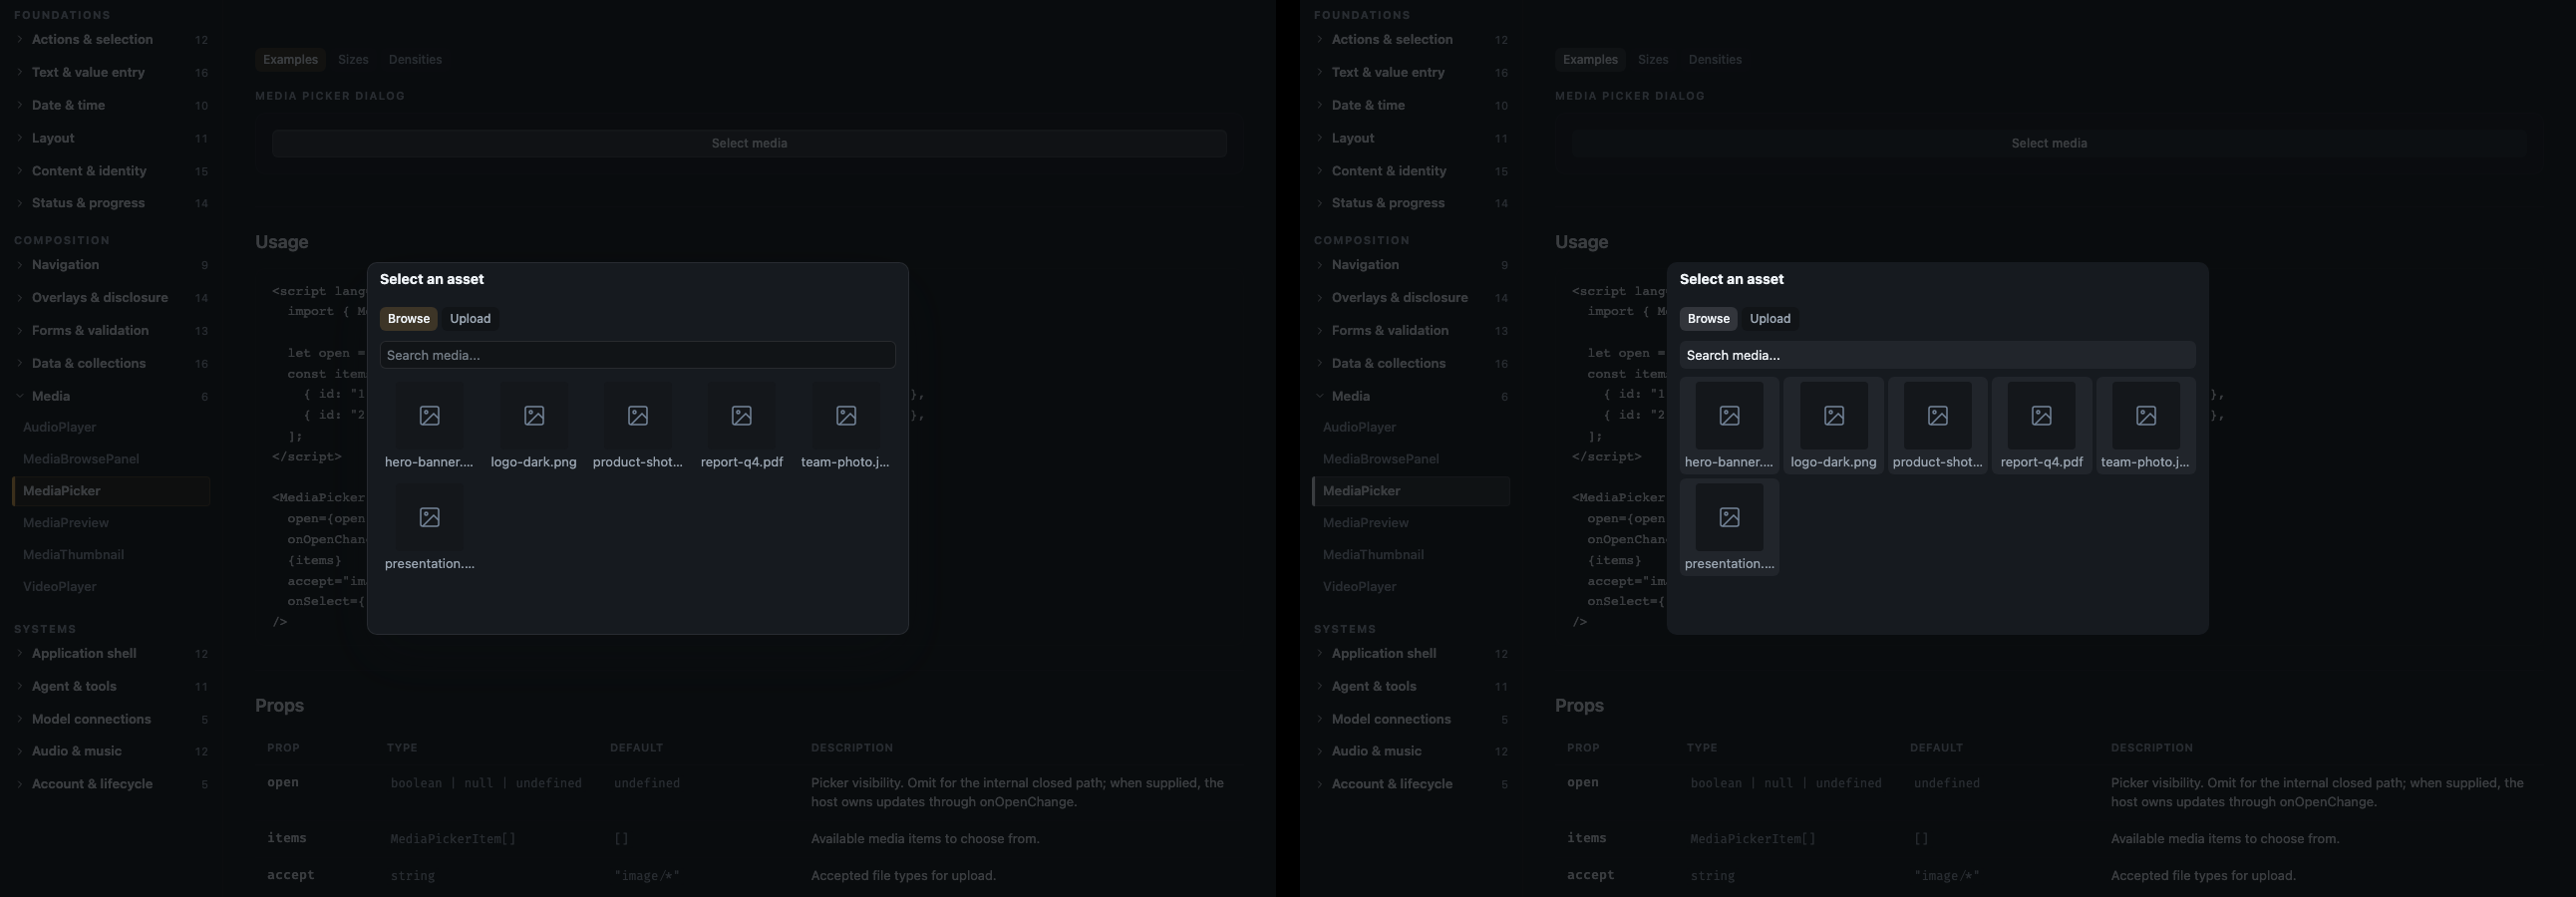 FOUNDATIONS
Actions & selection 12
Text & value entry 16
Date & time 10
Layout 11
Content & identity 15
Status & progress 14
COMPOSITION
Navigation 9
Overlays & disclosure 14
Forms & validation 13
Data & collections 16
Media 6
AudioPlayer
MediaBrowsePanel
MediaPicker
MediaPreview
MediaThumbnail
VideoPlayer
SYSTEMS
Application shell 12
Agent & tools 11
Model connections 5
Audio & music 12
Account & lifecycle 5
Examples Sizes Densities
MEDIA PICKER DIALOG
Select media
Usage
<script lang
import { M
let open =
const item
{ id: "1 },
{ id: "2 },
];
</script>
<MediaPicker
open={open
onOpenChan
{items}
accept="im
onSelect={
/>
Select an asset
Browse Upload
Search media...
hero-banner.... logo-dark.png product-shot... report-q4.pdf team-photo.j...
presentation....
Props
PROP TYPE DEFAULT DESCRIPTION
open boolean | null | undefined undefined Picker visibility. Omit for the internal closed path; when supplied, the
host owns updates through onOpenChange.
items MediaPickerItem[] [] Available media items to choose from.
accept string "image/*" Accepted file types for upload.
FOUNDATIONS
Actions & selection 12
Text & value entry 16
Date & time 10
Layout 11
Content & identity 15
Status & progress 14
COMPOSITION
Navigation 9
Overlays & disclosure 14
Forms & validation 13
Data & collections 16
Media 6
AudioPlayer
MediaBrowsePanel
MediaPicker
MediaPreview
MediaThumbnail
VideoPlayer
SYSTEMS
Application shell 12
Agent & tools 11
Model connections 5
Audio & music 12
Account & lifecycle 5
Examples Sizes Densities
MEDIA PICKER DIALOG
Select media
Usage
<script lang
import { M
let open =
const item
{ id: "1 },
{ id: "2 },
];
</script>
<MediaPicker
open={open
onOpenChan
{items}
accept="im
onSelect={
/>
Select an asset
Browse Upload
Search media...
hero-banner.... logo-dark.png product-shot... report-q4.pdf team-photo.j...
presentation....
Props
PROP TYPE DEFAULT DESCRIPTION
open boolean | null | undefined undefined Picker visibility. Omit for the internal closed path; when supplied, the
host owns updates through onOpenChange.
items MediaPickerItem[] [] Available media items to choose from.
accept string "image/*" Accepted file types for upload.